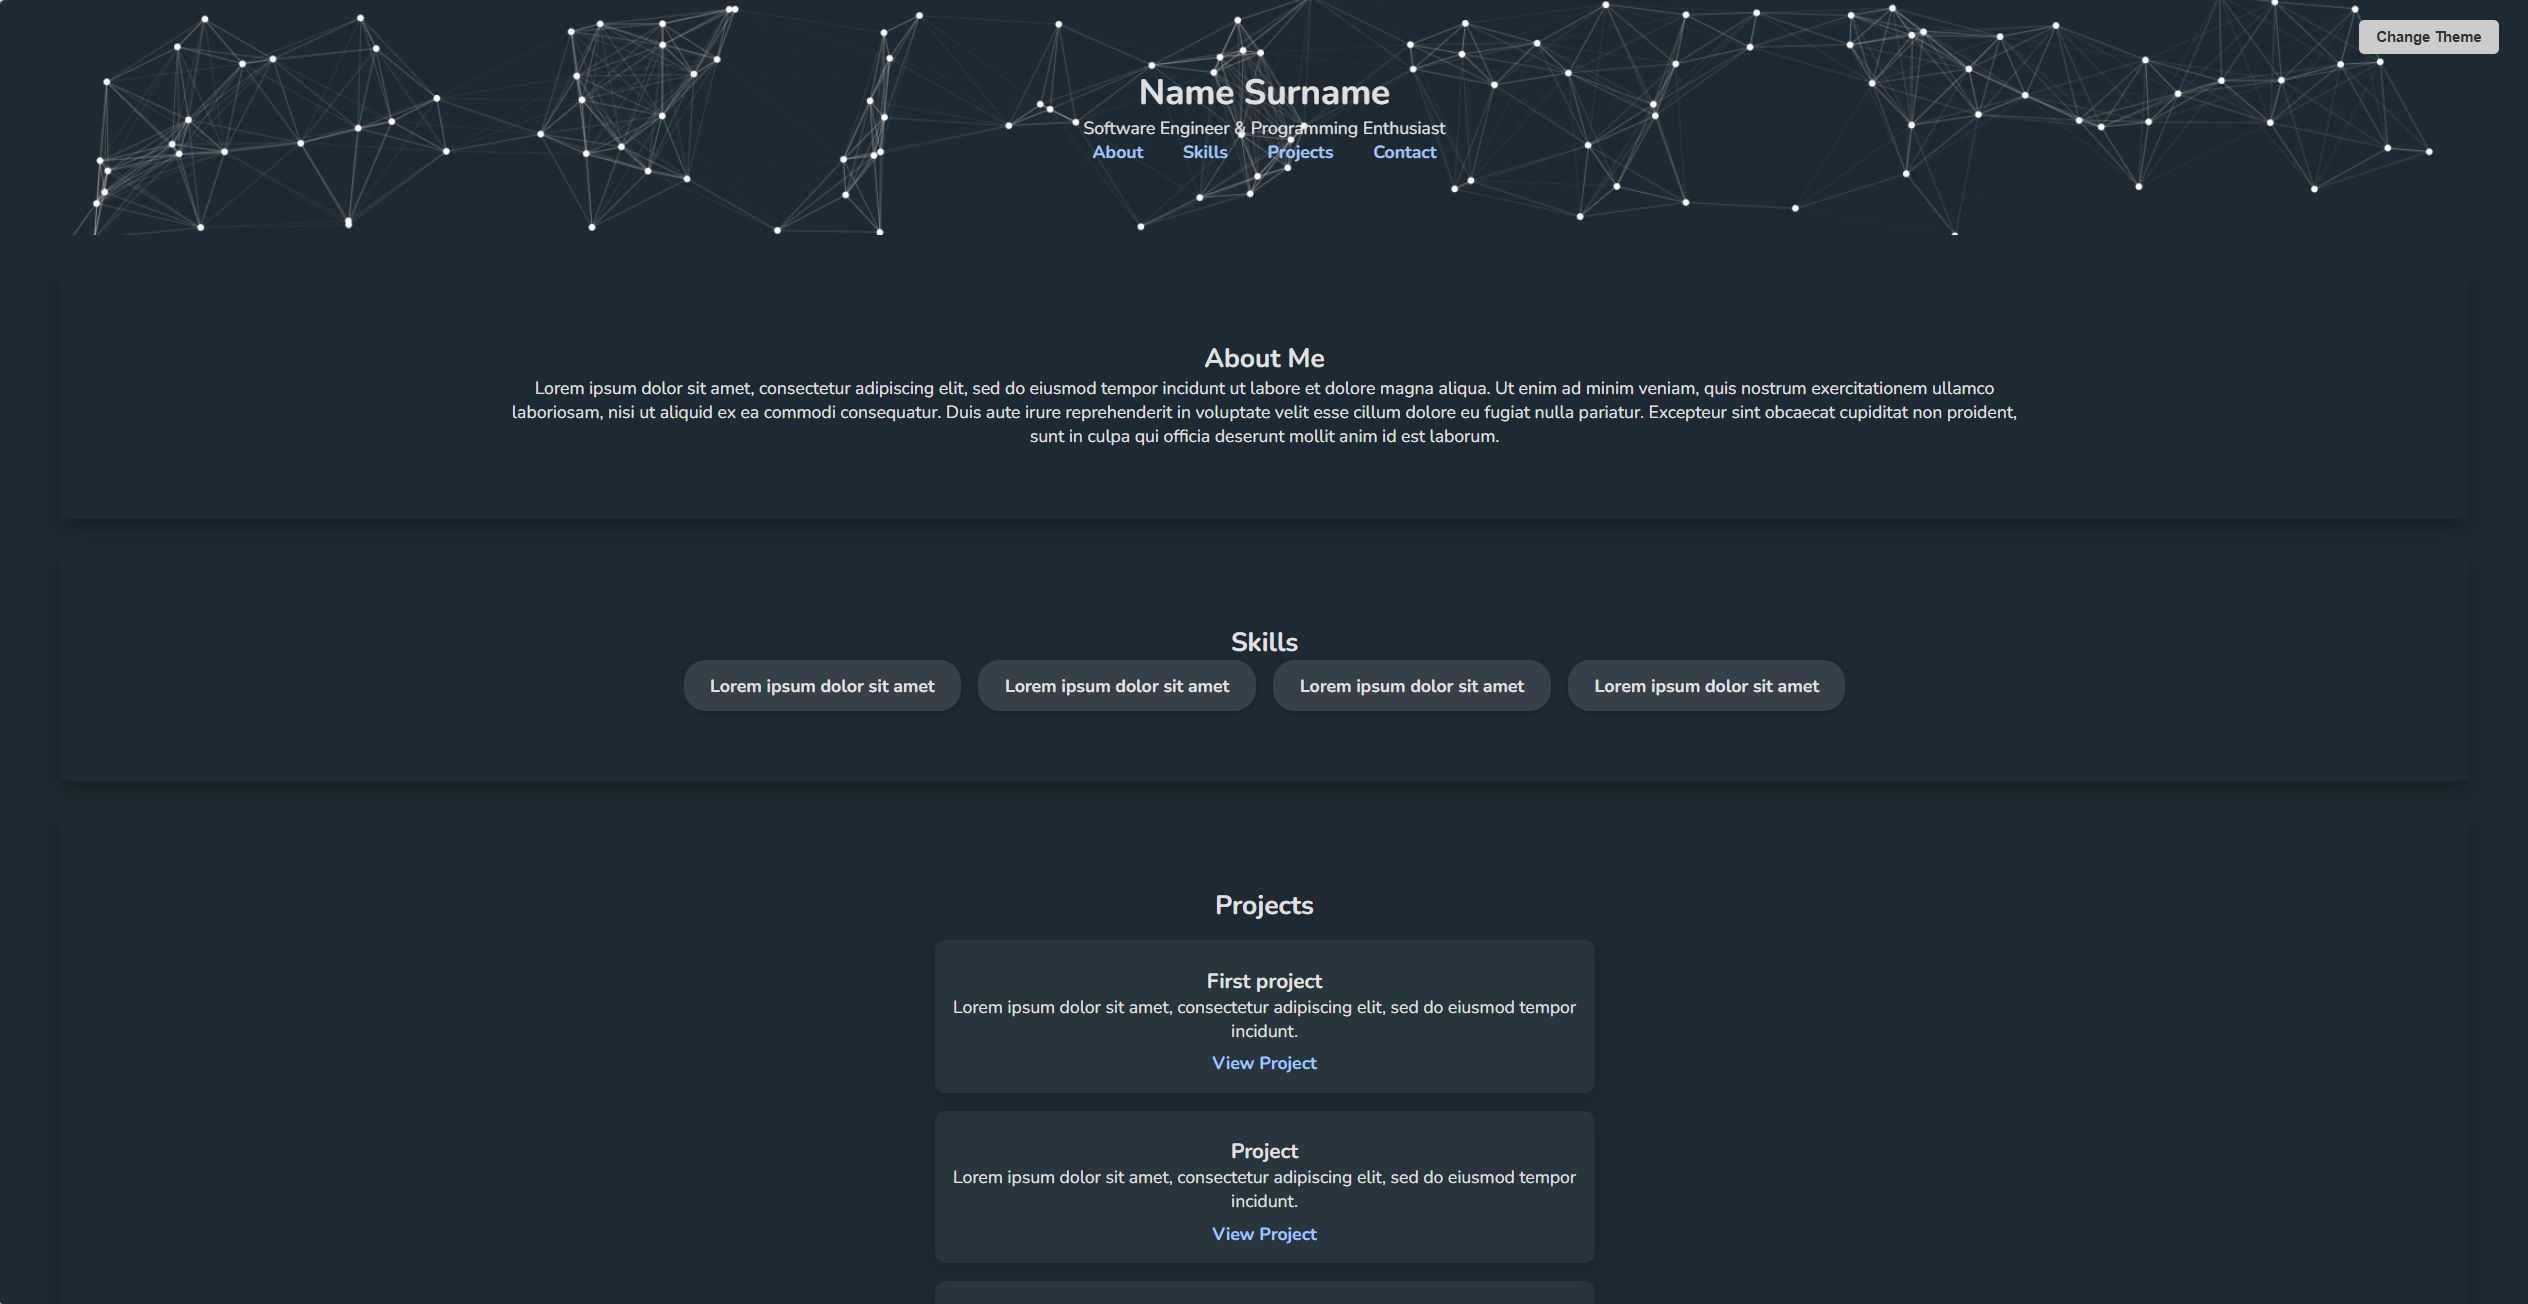 Change Theme
Name Surname
Software Engineer & Programming Enthusiast
About Skills Projects Contact
About Me
Lorem ipsum dolor sit amet, consectetur adipiscing elit, sed do eiusmod tempor incidunt ut labore et dolore magna aliqua. Ut enim ad minim veniam, quis nostrum exercitationem ullamco
laboriosam, nisi ut aliquid ex ea commodi consequatur. Duis aute irure reprehenderit in voluptate velit esse cillum dolore eu fugiat nulla pariatur. Excepteur sint obcaecat cupiditat non proident,
sunt in culpa qui officia deserunt mollit anim id est laborum.
Skills
Lorem ipsum dolor sit amet Lorem ipsum dolor sit amet Lorem ipsum dolor sit amet Lorem ipsum dolor sit amet
Projects
First project
Lorem ipsum dolor sit amet, consectetur adipiscing elit, sed do eiusmod tempor
incidunt.
View Project
Project
Lorem ipsum dolor sit amet, consectetur adipiscing elit, sed do eiusmod tempor
incidunt.
View Project